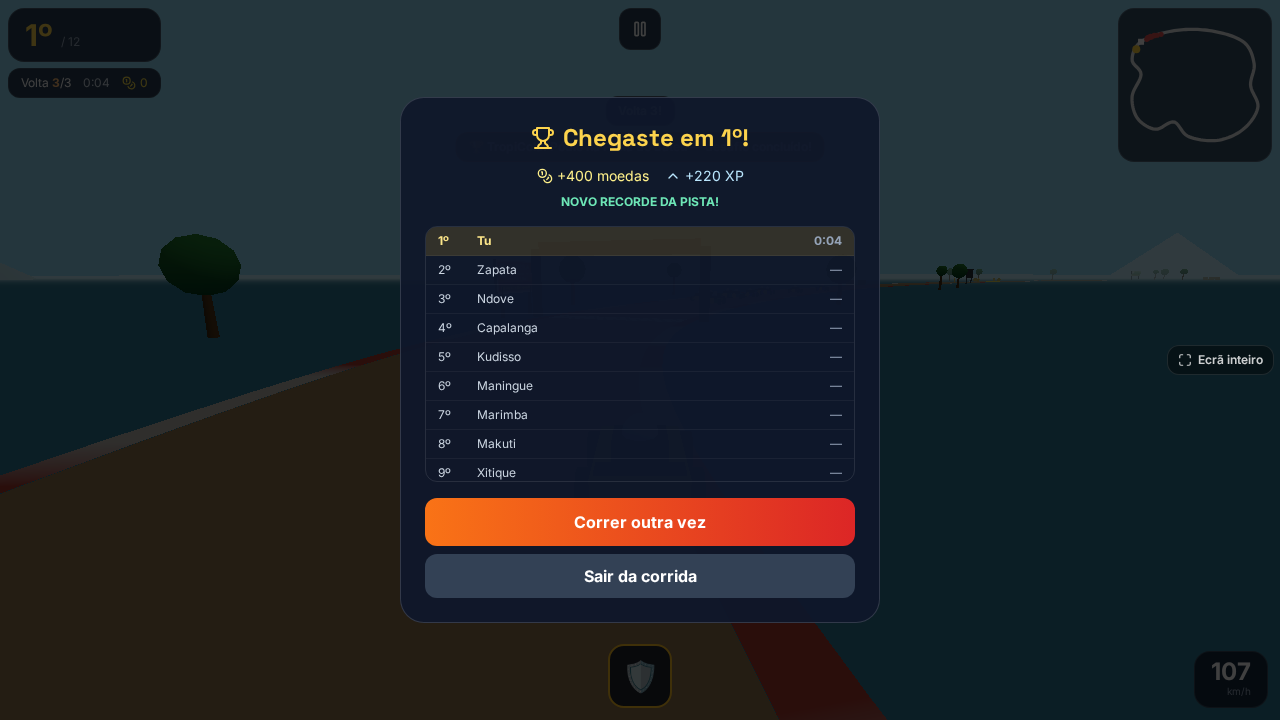 1º / 12
Volta 3/3 0:04 0
Chegaste em 1º!
+400 moedas +220 XP
NOVO RECORDE DA PISTA!
1º Tu 0:04
2º Zapata —
3º Ndove —
4º Capalanga —
5º Kudisso —
6º Maningue —
7º Marimba —
8º Makuti —
9º Xitique —
Ecrã inteiro
Correr outra vez
Sair da corrida
107
km/h